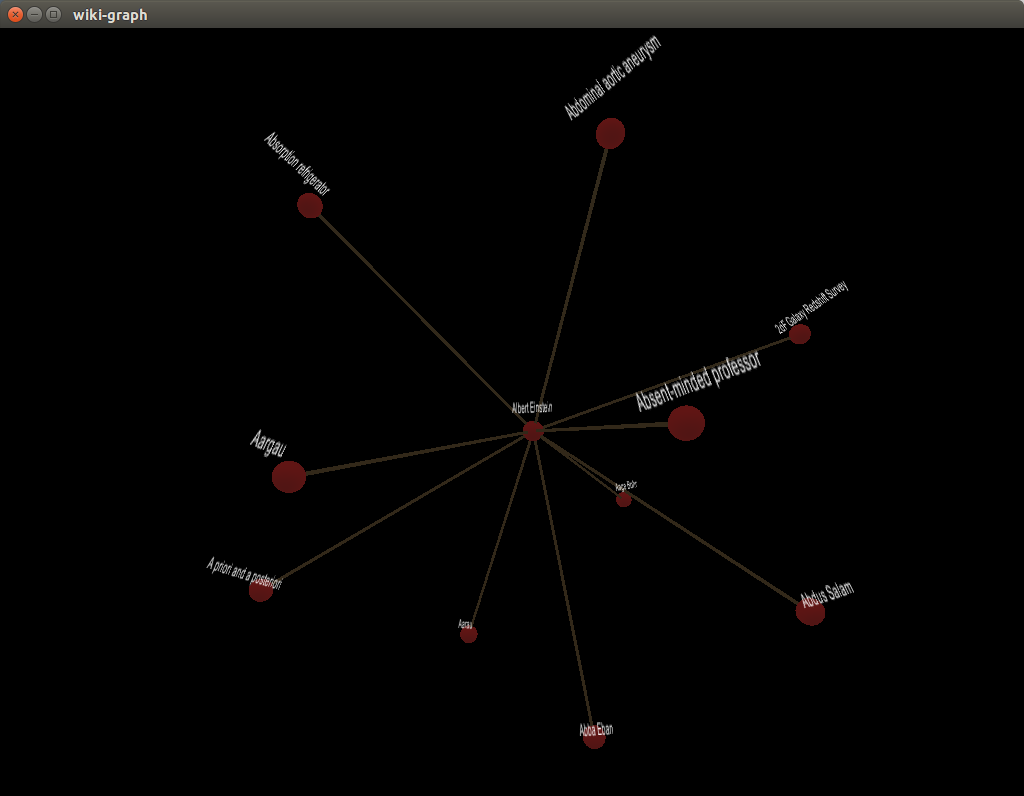 wiki-graph
Abdominal aortic aneurysm
Absorption refrigerator
2dF Galaxy Redshift Survey
Absent-minded professor
Albert Einstein
Aargau
Aage Bohr
A priori and a posteriori
Abdus Salam
Aarau
Abba Eban